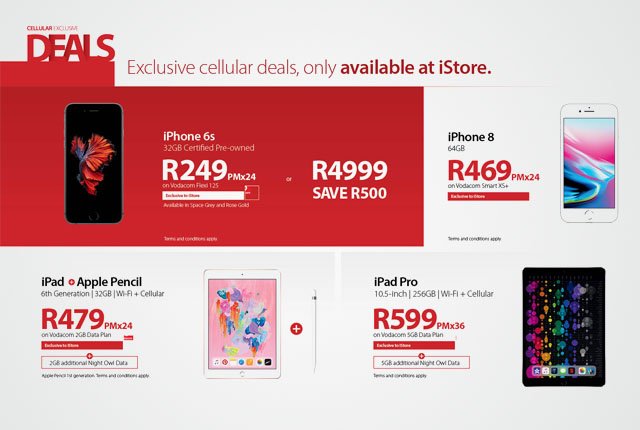 CELLULAR EXCLUSIVE
DEALS
Exclusive cellular deals, only available at iStore.
iPhone 6s
32GB Certified Pre-owned
R249PMx24
on Vodacom Flexi 125
Exclusive to iStore
Available in Space Grey and Rose Gold
or
R4999
SAVE R500
Terms and conditions apply
iPhone 8
64GB
R469PMx24
on Vodacom Smart XS+
Exclusive to iStore
Terms and conditions apply
iPad + Apple Pencil
6th Generation | 32GB | Wi-Fi + Cellular
R479PMx24
on Vodacom 2GB Data Plan
Exclusive to iStore
+
2GB additional Night Owl Data
Apple Pencil 1st generation. Terms and conditions apply.
+
iPad Pro
10.5-Inch | 256GB | Wi-Fi + Cellular
R599PMx36
on Vodacom 5GB Data Plan
Exclusive to iStore
+
5GB additional Night Owl Data
Terms and conditions apply